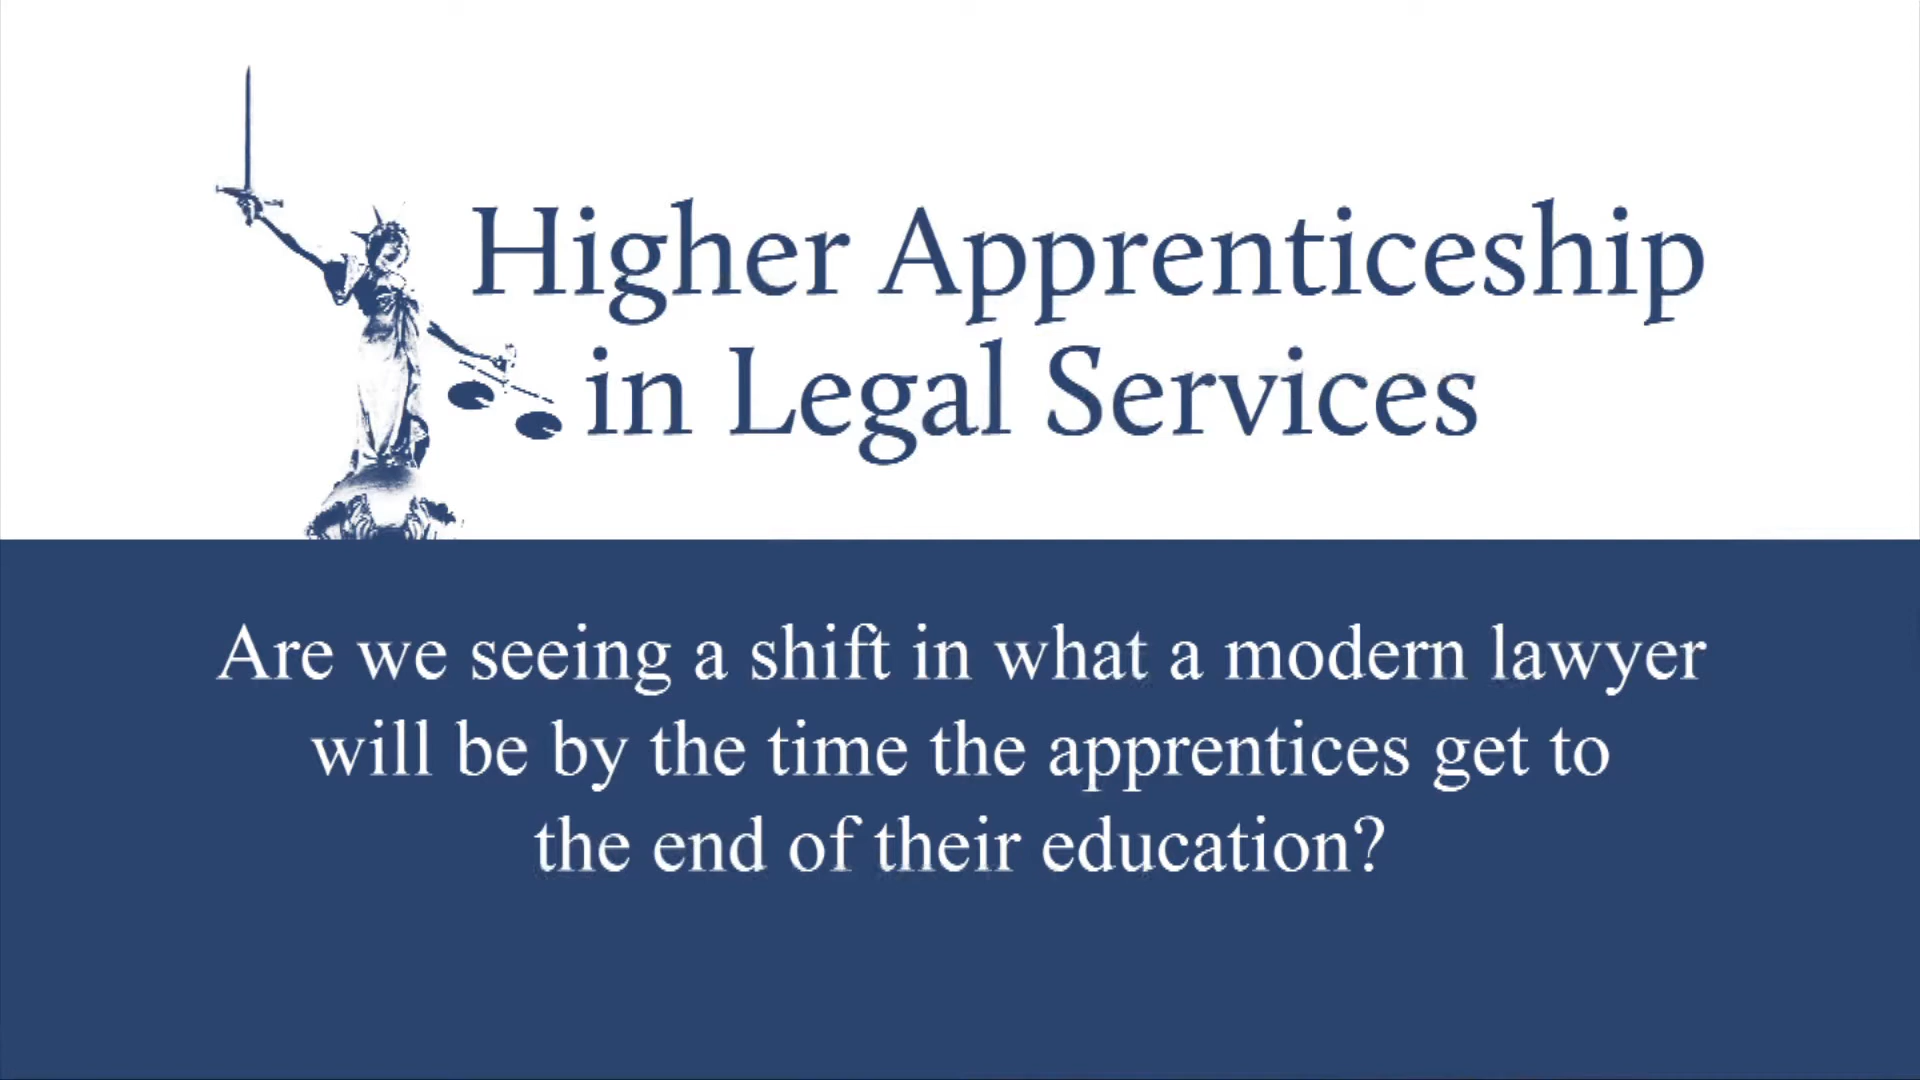 Higher Apprenticeship
in Legal Services
Are we seeing a shift in what a modern lawyer
will be by the time the apprentices get to
the end of their education?